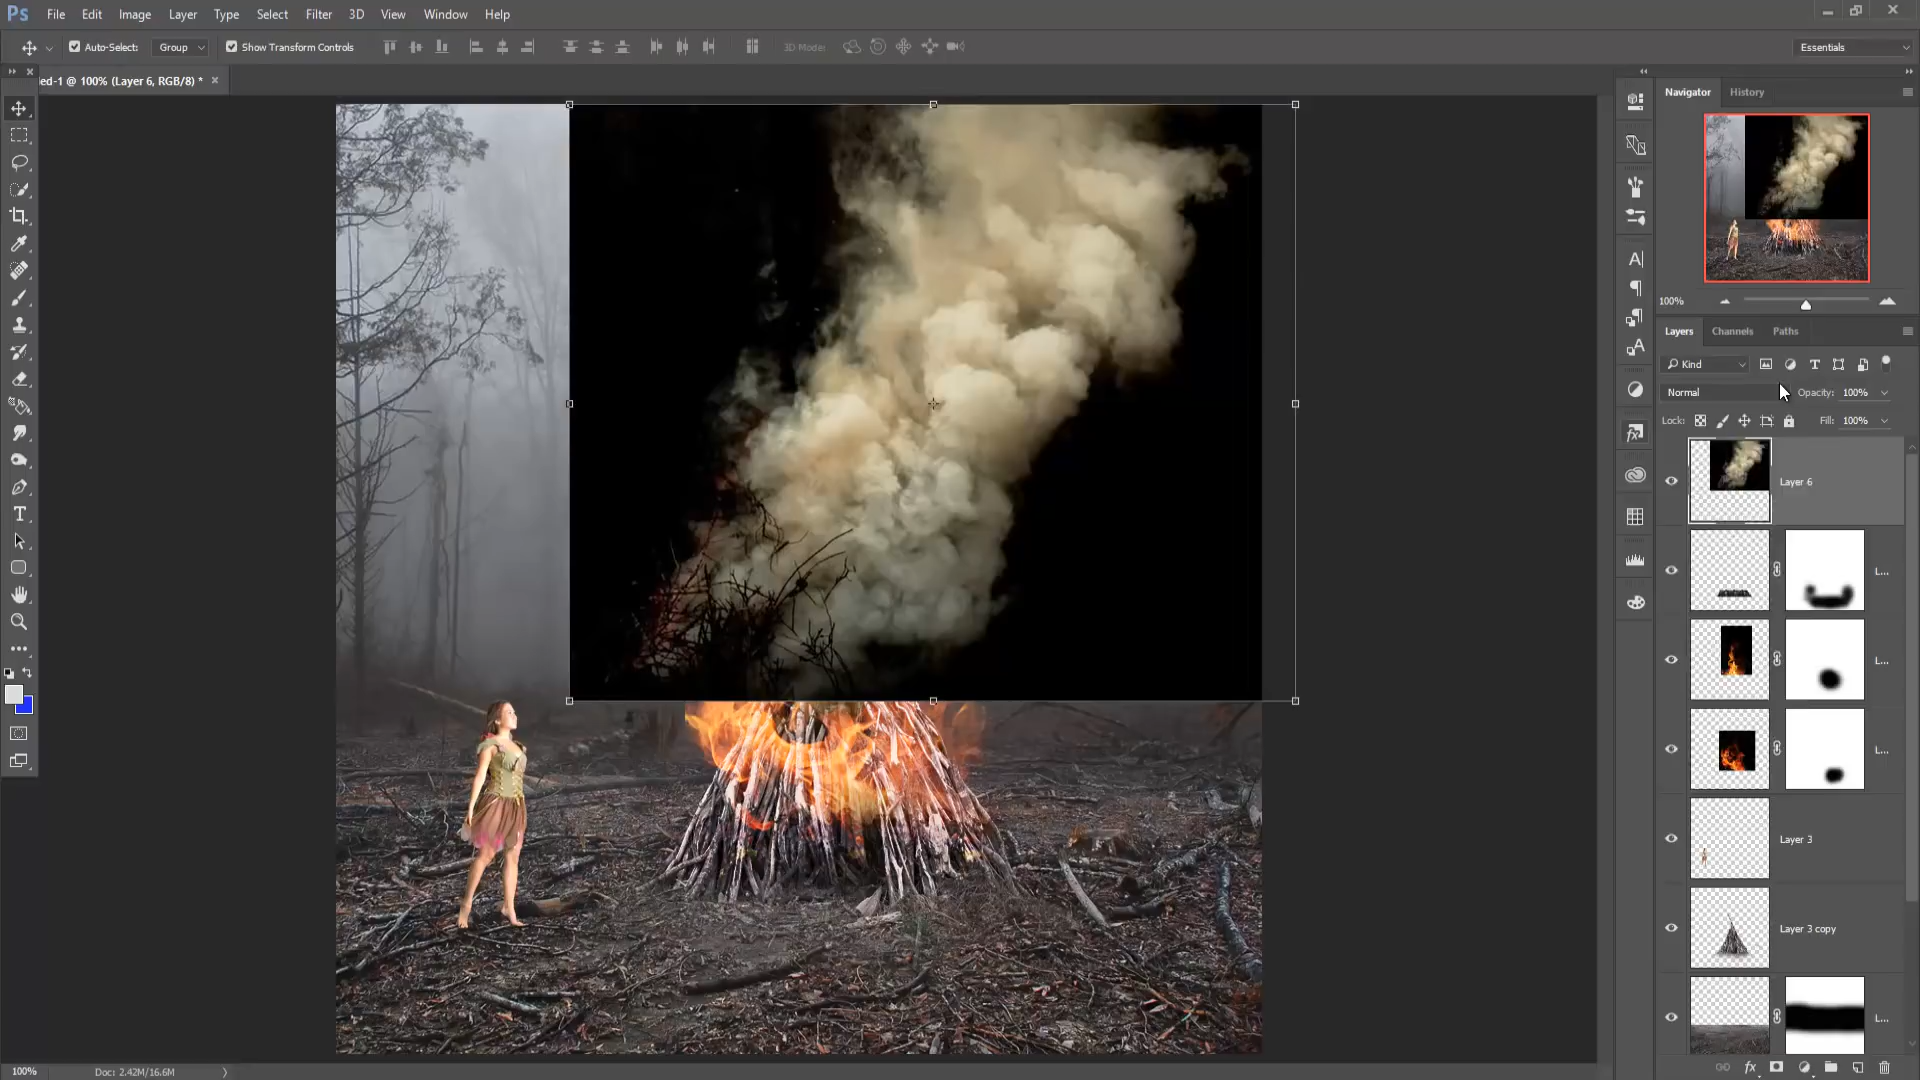 Ps File Edit Image Layer Type Select Filter 3D View Window Help
Auto-Select: Group Show Transform Controls 3D Mode: Essentials
ed-1 @ 100% (Layer 6, RGB/8) * ×
Navigator History
100%
Layers Channels Paths
Kind
Normal Opacity: 100%
Lock: Fill: 100%
Layer 6
L...
L...
L...
Layer 3
Layer 3 copy
L...
100% Doc: 2.42M/16.6M